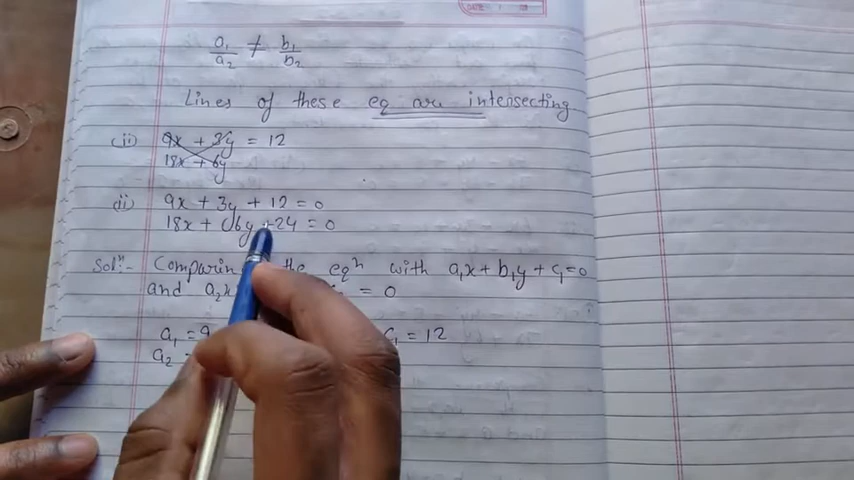 DATE
a₁/a₂ ≠ b₁/b₂
Lines of these eq are intersecting
(ii) 9x + 3y = 12
18x + 6y
(ii) 9x + 3y + 12 = 0
18x + 6y + 24 = 0
Solⁿ:- Comparing the eqⁿ with a₁x + b₁y + c₁ = 0
and a₂x = 0
a₁ = 9 c₁ = 12
a₂